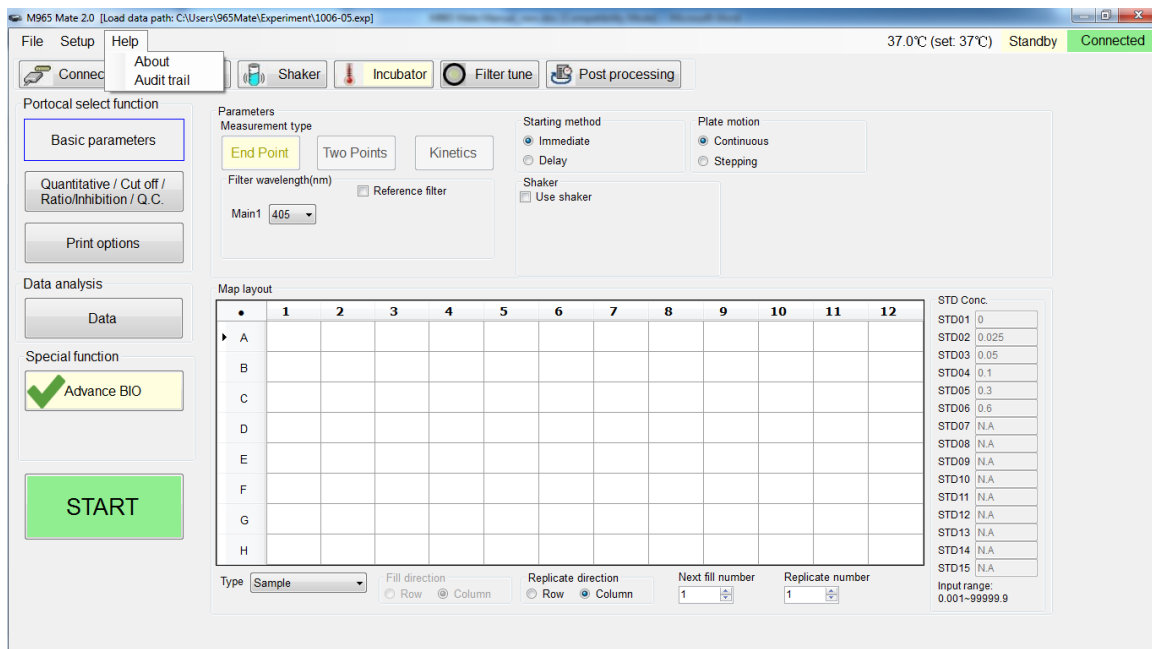 M965 Mate 2.0 [Load data path: C:\Users\965Mate\Experiment\1006-05.exp]
File Setup Help
37.0℃ (set: 37℃) Standby Connected
About
Audit trail
Connec
Shaker
Incubator
Filter tune
Post processing
Portocal select function
Basic parameters
Quantitative / Cut off /
Ratio/Inhibition / Q.C.
Print options
Data analysis
Data
Special function
Advance BIO
START
Parameters
Measurement type
End Point Two Points Kinetics
Filter wavelength(nm)
Reference filter
Main1 405
Starting method
Immediate
Delay
Plate motion
Continuous
Stepping
Shaker
Use shaker
Map layout
1 2 3 4 5 6 7 8 9 10 11 12
A
B
C
D
E
F
G
H
Type Sample
Fill direction
Row Column
Replicate direction
Row Column
Next fill number
1
Replicate number
1
STD Conc.
STD01 0
STD02 0.025
STD03 0.05
STD04 0.1
STD05 0.3
STD06 0.6
STD07 N.A
STD08 N.A
STD09 N.A
STD10 N.A
STD11 N.A
STD12 N.A
STD13 N.A
STD14 N.A
STD15 N.A
Input range:
0.001~99999.9